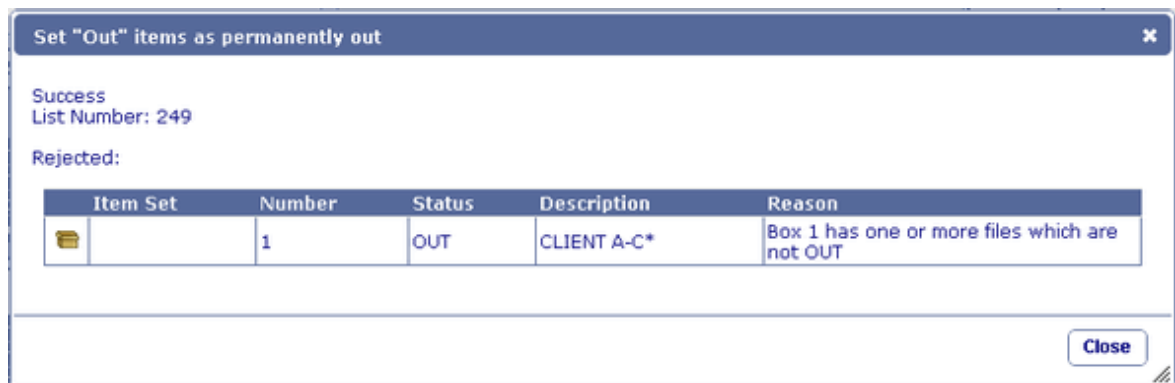 Set "Out" items as permanently out
Success
List Number: 249
Rejected:
Item Set Number Status Description Reason
1 OUT CLIENT A-C* Box 1 has one or more files which are
not OUT
Close